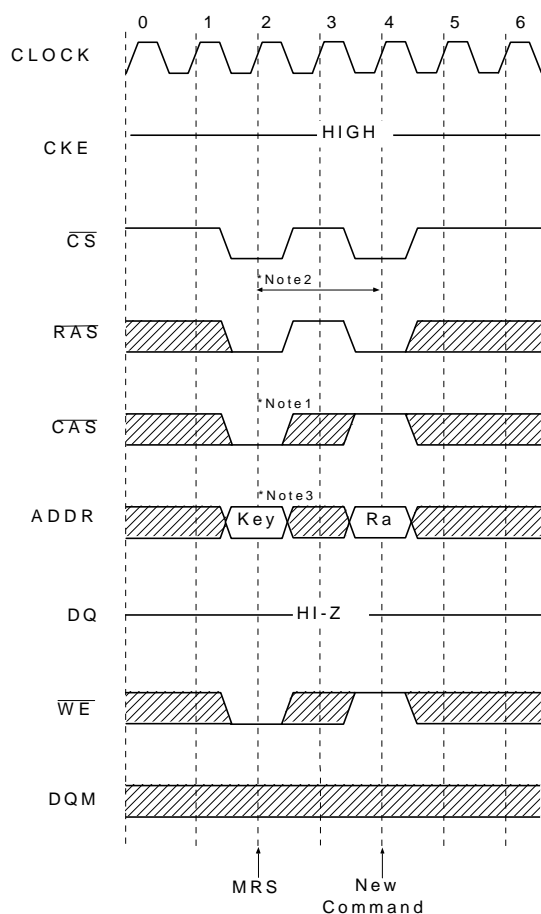 0 1 2 3 4 5 6
CLOCK
CKE
HIGH
CS
*Note2
RAS
*Note1
CAS
*Note3
ADDR
Key
Ra
DQ
HI-Z
WE
DQM
MRS
New
Command